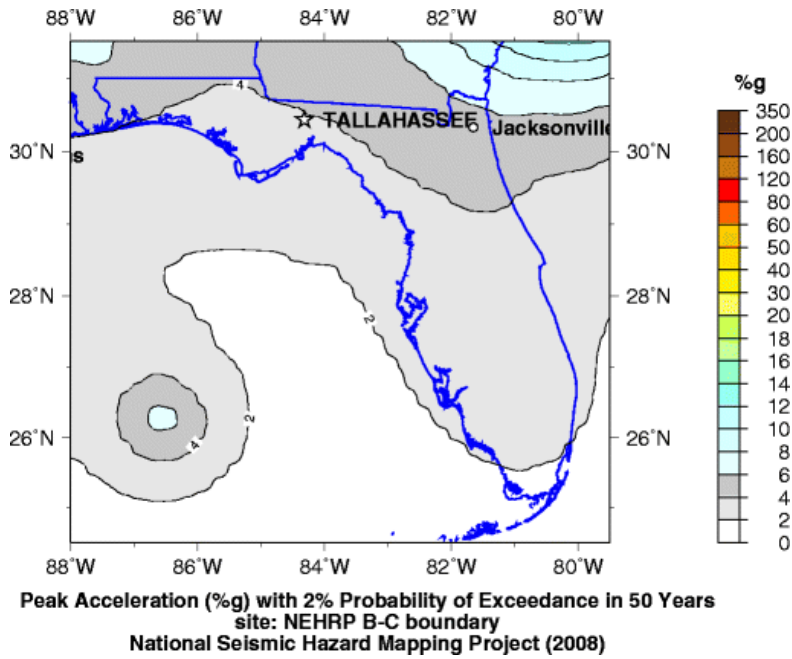 88˚W 86˚W 84˚W 82˚W 80˚W
%g
350
200
160
120
80
60
50
40
30
20
18
16
14
12
10
8
6
4
2
0
4
TALLAHASSEE
Jacksonville
30˚N 30˚N
s
28˚N 28˚N
2
2
4
26˚N 26˚N
88˚W 86˚W 84˚W 82˚W 80˚W
Peak Acceleration (%g) with 2% Probability of Exceedance in 50 Years
site: NEHRP B-C boundary
National Seismic Hazard Mapping Project (2008)